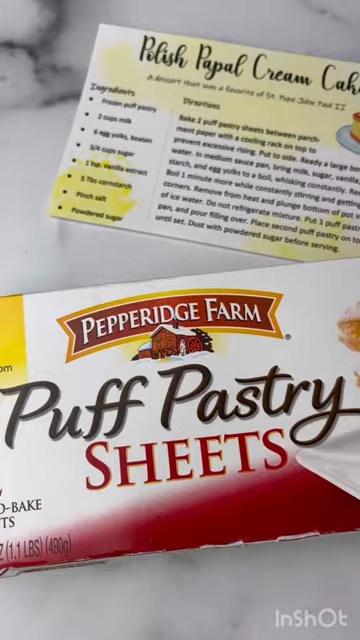 Polish Papal Cream Cake
A dessert that was a favorite of St. Pope John Paul II
Ingredients
• Frozen puff pastry
• 2 cups milk
• 6 egg yolks, beaten
• 3/4 cups sugar
• 1 tsp. vanilla extract
• 5 Tbs cornstarch
• Pinch salt
• Powdered sugar
Directions
Bake 2 puff pastry sheets between parch-
ment paper with a cooling rack on top to
prevent excessive rising. Put to side. Ready a large bo
water. In medium sauce pan, bring milk, sugar, vanilla,
starch, and egg yolks to a boil, whisking constantly. R
Boil 1 minute more while constantly stirring and gettin
corners. Remove from heat and plunge bottom of pot
of ice water. Do not refrigerate mixture. Put 1 puff pastr
pan, and pour filling over. Place second puff pastry on to
until set. Dust with powdered sugar before serving.
PEPPERIDGE FARM®
Puff Pastry
SHEETS
-BAKE
TS
(1.1 LBS) (490g)
InShOt